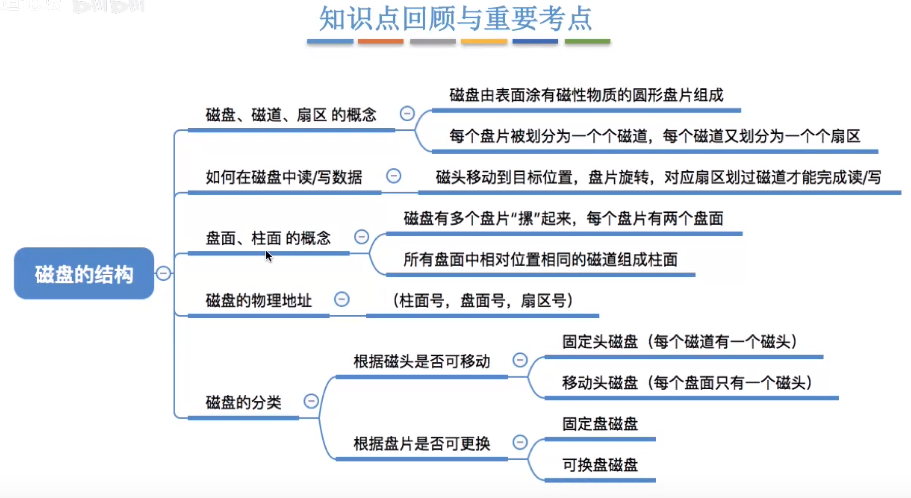 知识点回顾与重要考点
磁盘的结构
磁盘、磁道、扇区 的概念
磁盘由表面涂有磁性物质的圆形盘片组成
每个盘片被划分为一个个磁道，每个磁道又划分为一个个扇区
如何在磁盘中读/写数据
磁头移动到目标位置，盘片旋转，对应扇区划过磁道才能完成读/写
盘面、柱面 的概念
磁盘有多个盘片“摞”起来，每个盘片有两个盘面
所有盘面中相对位置相同的磁道组成柱面
磁盘的物理地址
（柱面号，盘面号，扇区号）
磁盘的分类
根据磁头是否可移动
固定头磁盘（每个磁道有一个磁头）
移动头磁盘（每个盘面只有一个磁头）
根据盘片是否可更换
固定盘磁盘
可换盘磁盘